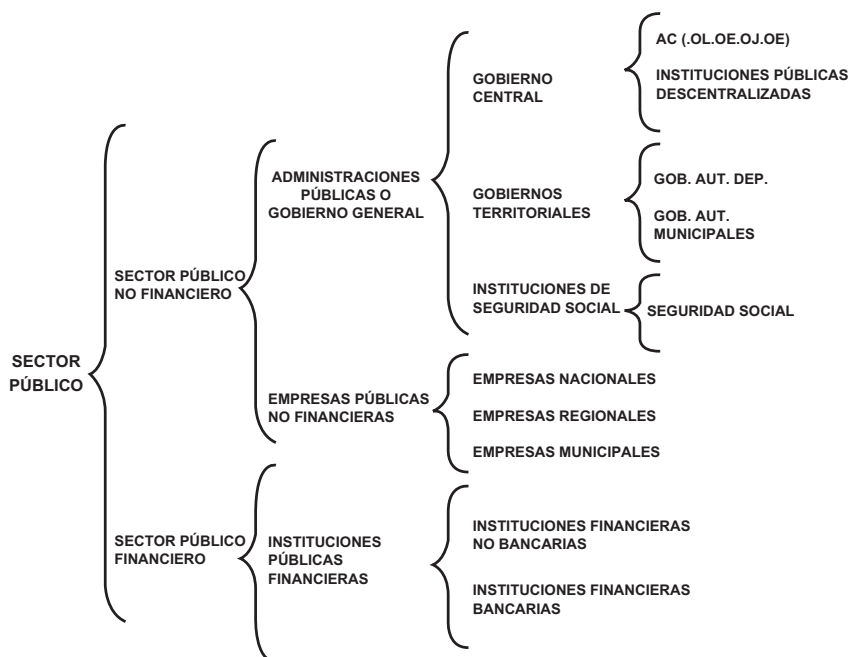 SECTOR
PÚBLICO
SECTOR PÚBLICO
NO FINANCIERO
ADMINISTRACIONES
PÚBLICAS O
GOBIERNO GENERAL
GOBIERNO
CENTRAL
AC (.OL.OE.OJ.OE)
INSTITUCIONES PÚBLICAS
DESCENTRALIZADAS
GOBIERNOS
TERRITORIALES
GOB. AUT. DEP.
GOB. AUT.
MUNICIPALES
INSTITUCIONES DE
SEGURIDAD SOCIAL
SEGURIDAD SOCIAL
EMPRESAS PÚBLICAS
NO FINANCIERAS
EMPRESAS NACIONALES
EMPRESAS REGIONALES
EMPRESAS MUNICIPALES
SECTOR PÚBLICO
FINANCIERO
INSTITUCIONES
PÚBLICAS
FINANCIERAS
INSTITUCIONES FINANCIERAS
NO BANCARIAS
INSTITUCIONES FINANCIERAS
BANCARIAS